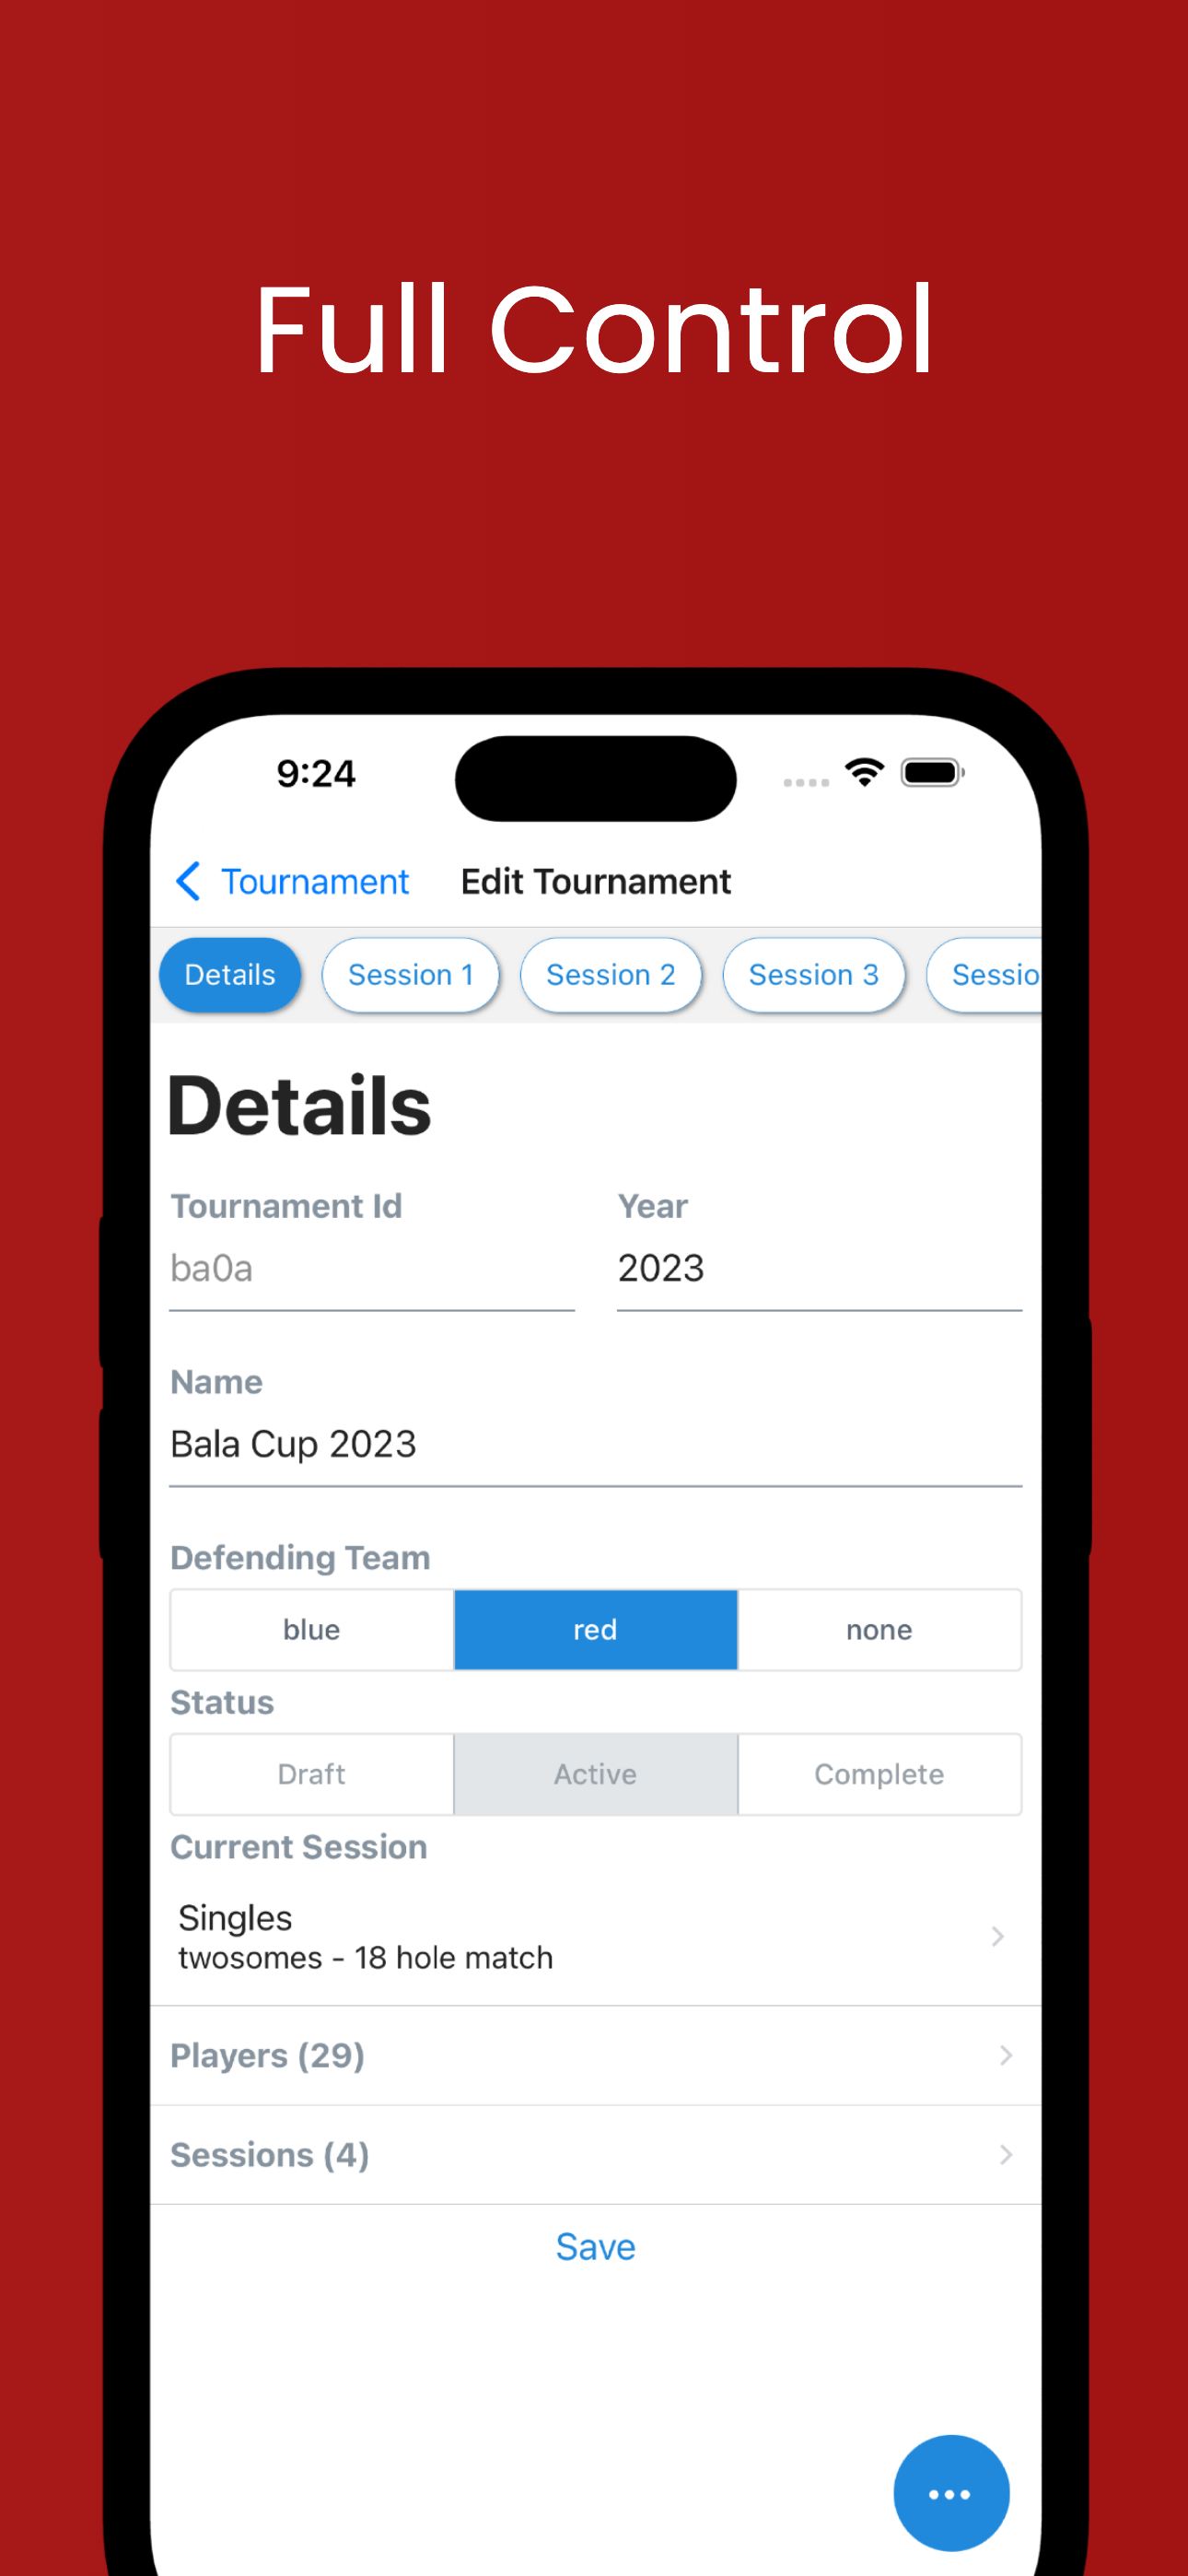 Full Control
9:24
Tournament Edit Tournament
Details Session 1 Session 2 Session 3 Sessio
Details
Tournament Id Year
ba0a 2023
Name
Bala Cup 2023
Defending Team
blue red none
Status
Draft Active Complete
Current Session
Singles
twosomes - 18 hole match
Players (29)
Sessions (4)
Save